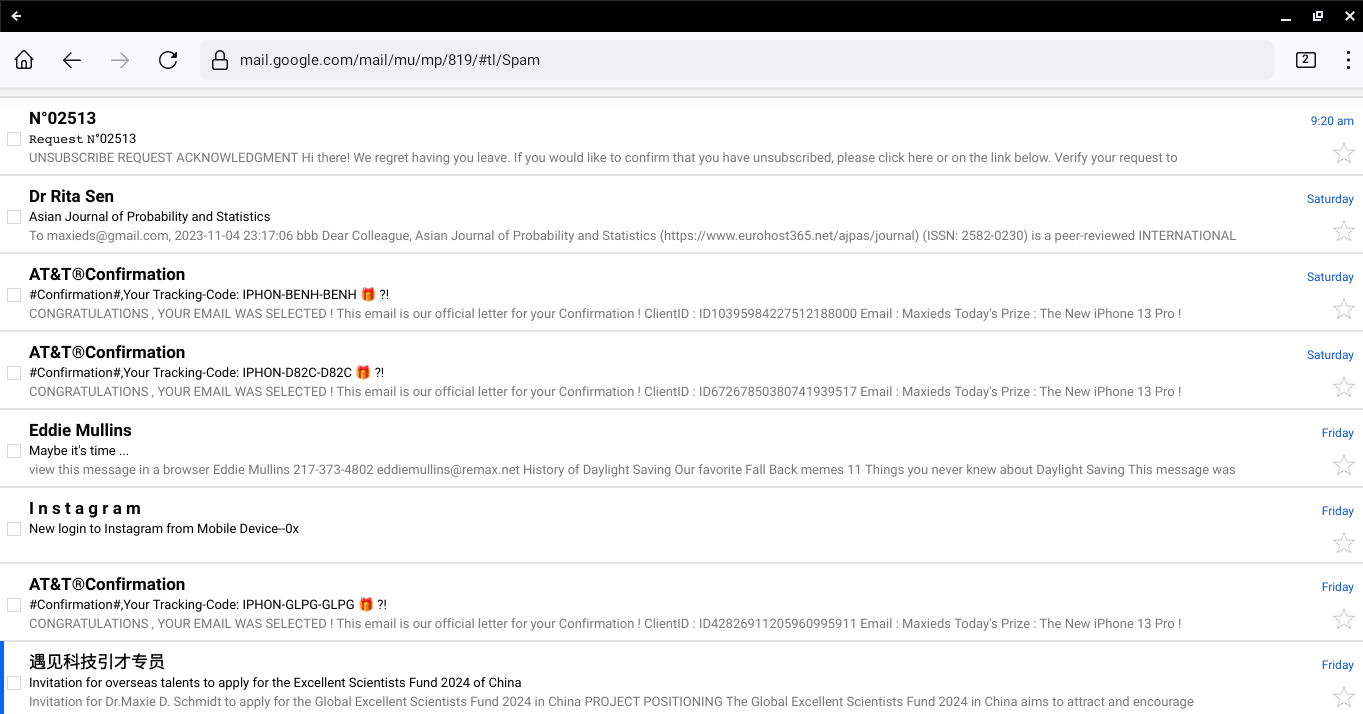 mail.google.com/mail/mu/mp/819/#tl/Spam
2
N°02513
9:20 am
Request N°02513
UNSUBSCRIBE REQUEST ACKNOWLEDGMENT Hi there! We regret having you leave. If you would like to confirm that you have unsubscribed, please click here or on the link below. Verify your request to
Dr Rita Sen
Saturday
Asian Journal of Probability and Statistics
To maxieds@gmail.com, 2023-11-04 23:17:06 bbb Dear Colleague, Asian Journal of Probability and Statistics (https://www.eurohost365.net/ajpas/journal) (ISSN: 2582-0230) is a peer-reviewed INTERNATIONAL
AT&T®Confirmation
Saturday
#Confirmation#,Your Tracking-Code: IPHON-BENH-BENH 🎁 ?!
CONGRATULATIONS , YOUR EMAIL WAS SELECTED ! This email is our official letter for your Confirmation ! ClientID : ID10395984227512188000 Email : Maxieds Today's Prize : The New iPhone 13 Pro !
AT&T®Confirmation
Saturday
#Confirmation#,Your Tracking-Code: IPHON-D82C-D82C 🎁 ?!
CONGRATULATIONS , YOUR EMAIL WAS SELECTED ! This email is our official letter for your Confirmation ! ClientID : ID67267850380741939517 Email : Maxieds Today's Prize : The New iPhone 13 Pro !
Eddie Mullins
Friday
Maybe it's time ...
view this message in a browser Eddie Mullins 217-373-4802 eddiemullins@remax.net History of Daylight Saving Our favorite Fall Back memes 11 Things you never knew about Daylight Saving This message was
I n s t a g r a m
Friday
New login to Instagram from Mobile Device--0x
AT&T®Confirmation
Friday
#Confirmation#,Your Tracking-Code: IPHON-GLPG-GLPG 🎁 ?!
CONGRATULATIONS , YOUR EMAIL WAS SELECTED ! This email is our official letter for your Confirmation ! ClientID : ID42826911205960995911 Email : Maxieds Today's Prize : The New iPhone 13 Pro !
遇见科技引才专员
Friday
Invitation for overseas talents to apply for the Excellent Scientists Fund 2024 of China
Invitation for Dr.Maxie D. Schmidt to apply for the Global Excellent Scientists Fund 2024 in China PROJECT POSITIONING The Global Excellent Scientists Fund 2024 in China aims to attract and encourage